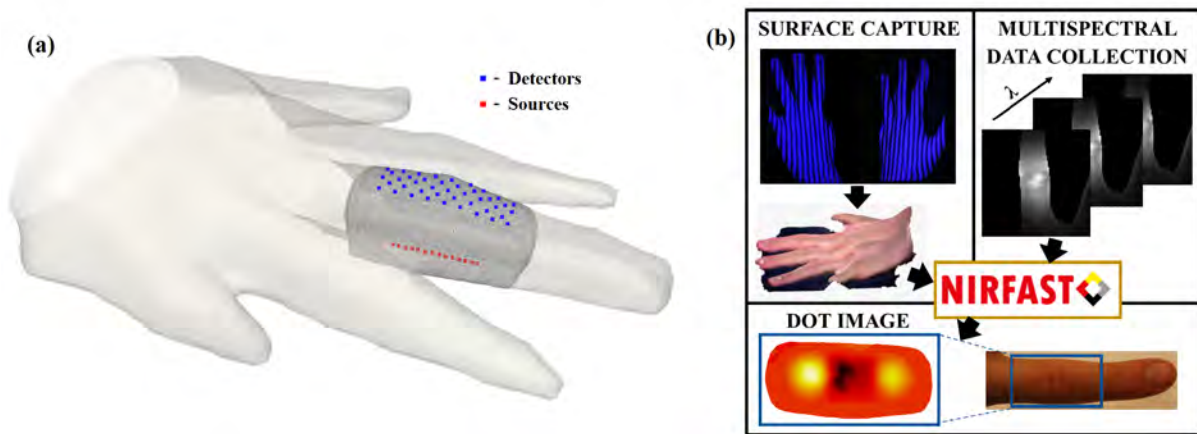 (a)
- Detectors
- Sources
(b)
SURFACE CAPTURE
MULTISPECTRAL
DATA COLLECTION
λ
NIRFAST
DOT IMAGE